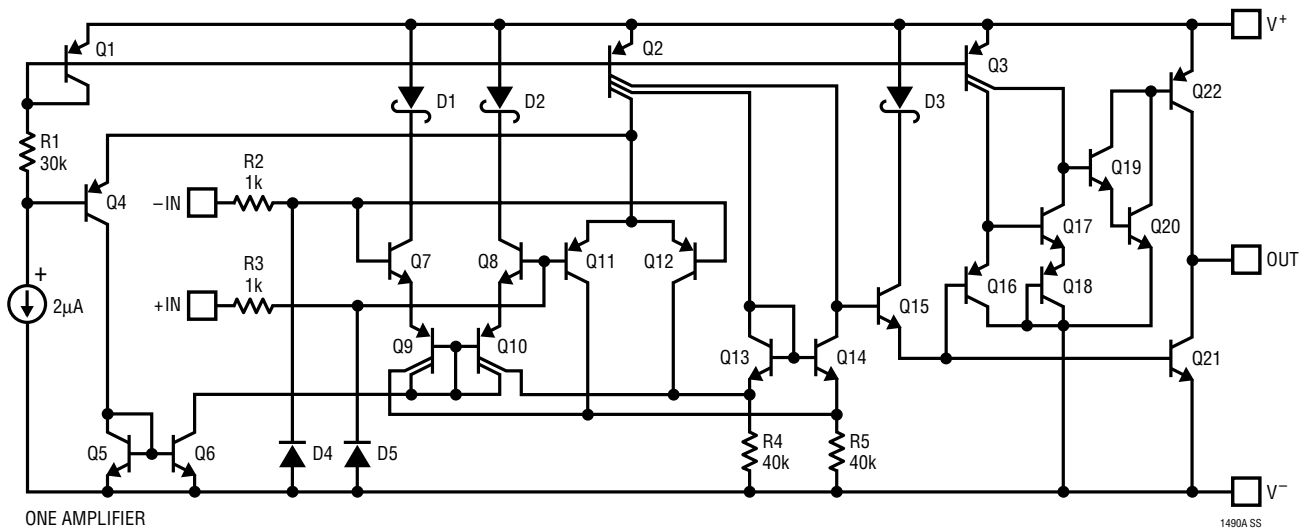 V+
Q1
Q2
Q3
D1
D2
D3
Q22
R1
30k
R2
1k
Q19
Q4
–IN
Q17
Q20
OUT
Q7
Q8
Q11
Q12
R3
1k
+
2µA
+IN
Q15
Q16
Q18
Q9
Q10
Q13
Q14
Q21
Q5
Q6
D4
D5
R4
40k
R5
40k
V–
ONE AMPLIFIER
1490A SS